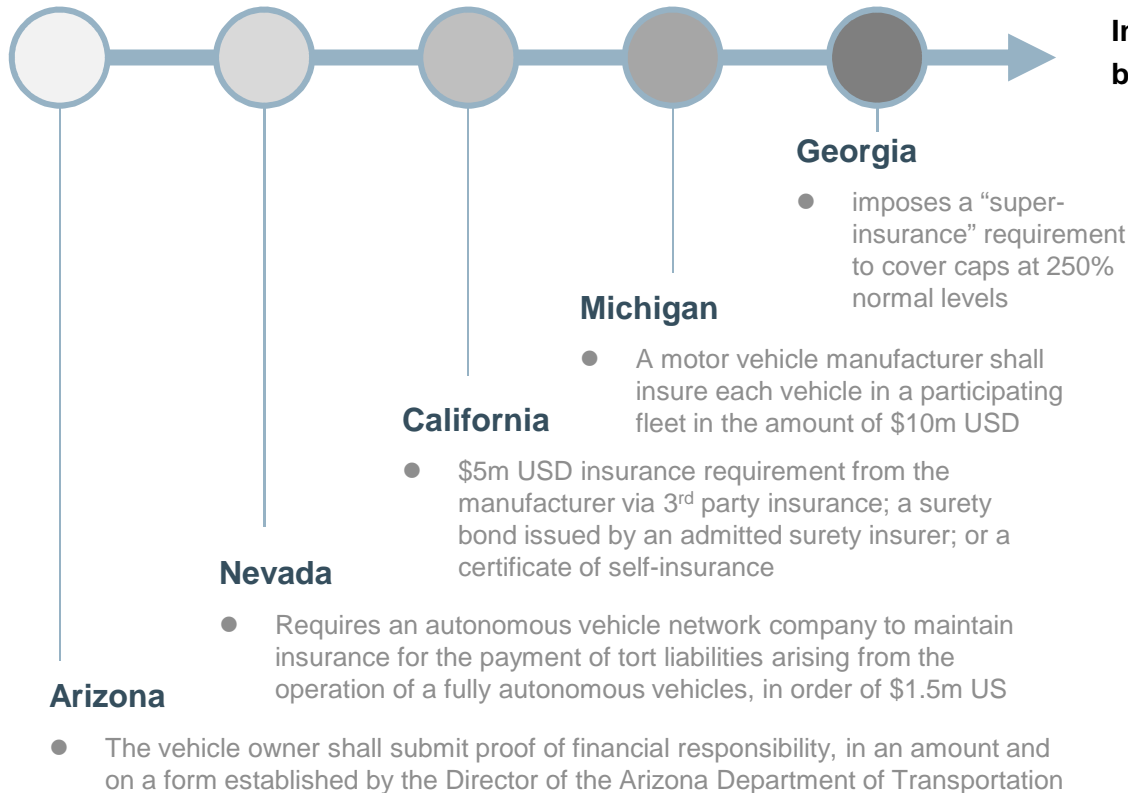 Georgia
● imposes a “super-
insurance” requirement
to cover caps at 250%
normal levels
Michigan
● A motor vehicle manufacturer shall
insure each vehicle in a participating
fleet in the amount of $10m USD
California
● $5m USD insurance requirement from the
manufacturer via 3rd party insurance; a surety
bond issued by an admitted surety insurer; or a
certificate of self-insurance
Nevada
● Requires an autonomous vehicle network company to maintain
insurance for the payment of tort liabilities arising from the
operation of a fully autonomous vehicles, in order of $1.5m US
Arizona
● The vehicle owner shall submit proof of financial responsibility, in an amount and
on a form established by the Director of the Arizona Department of Transportation